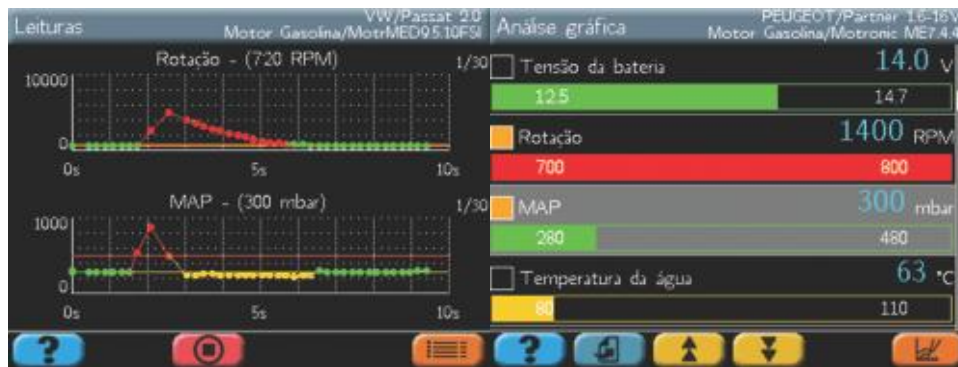 Leituras
VW/Passat 2.0
Motor Gasolina/MotrMED9.5.10FSI
Rotação - (720 RPM)
1/30
10000
0
0s
5s
10s
MAP - (300 mbar)
1/30
1000
0
0s
5s
10s
?
Análise gráfica
PEUGEOT/Partner 1.6-16V
Motor Gasolina/Motronic ME7.4.4
Tensão da bateria
14.0 V
12.5
14.7
Rotação
1400 RPM
700
800
MAP
300 mbar
280
480
Temperatura da água
63 °C
80
110
?